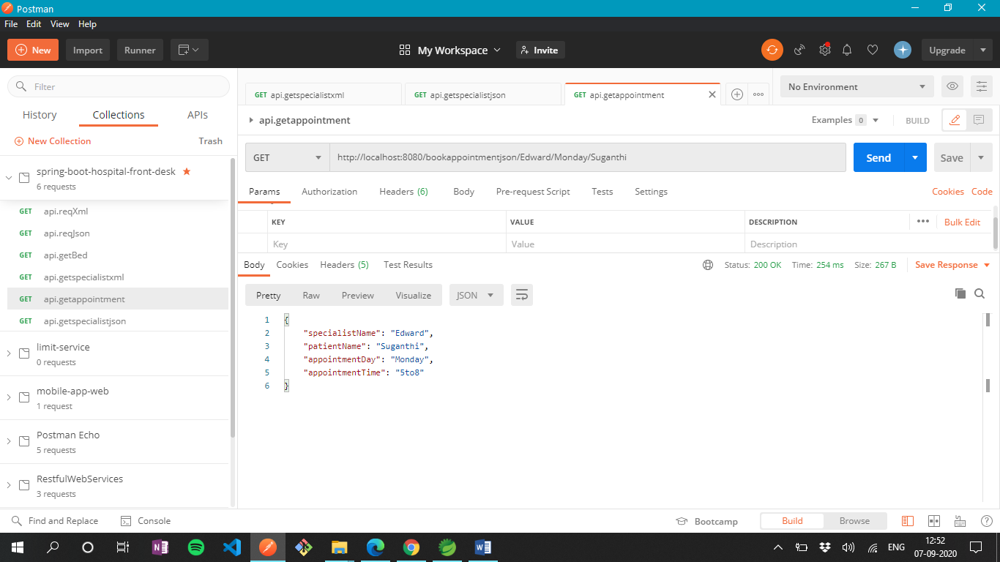 Postman
File Edit View Help
New Import Runner My Workspace Invite Upgrade
Filter
History Collections APIs
New Collection Trash
spring-boot-hospital-front-desk
6 requests
GET api.reqXml
GET api.reqJson
GET api.getBed
GET api.getspecialistxml
GET api.getappointment
GET api.getspecialistjson
limit-service
0 requests
mobile-app-web
1 request
Postman Echo
5 requests
RestfulWebServices
3 requests
GET api.getspecialistxml GET api.getspecialistjson GET api.getappointment No Environment
api.getappointment Examples 0 BUILD
GET http://localhost:8080/bookappointmentjson/Edward/Monday/Suganthi Send Save
Params Authorization Headers (6) Body Pre-request Script Tests Settings Cookies Code
KEY VALUE DESCRIPTION Bulk Edit
Key Value Description
Body Cookies Headers (5) Test Results Status: 200 OK Time: 254 ms Size: 267 B Save Response
Pretty Raw Preview Visualize JSON
1 {
2 "specialistName": "Edward",
3 "patientName": "Suganthi",
4 "appointmentDay": "Monday",
5 "appointmentTime": "5to8"
6 }
Find and Replace Console Bootcamp Build Browse
ENG 12:52
07-09-2020